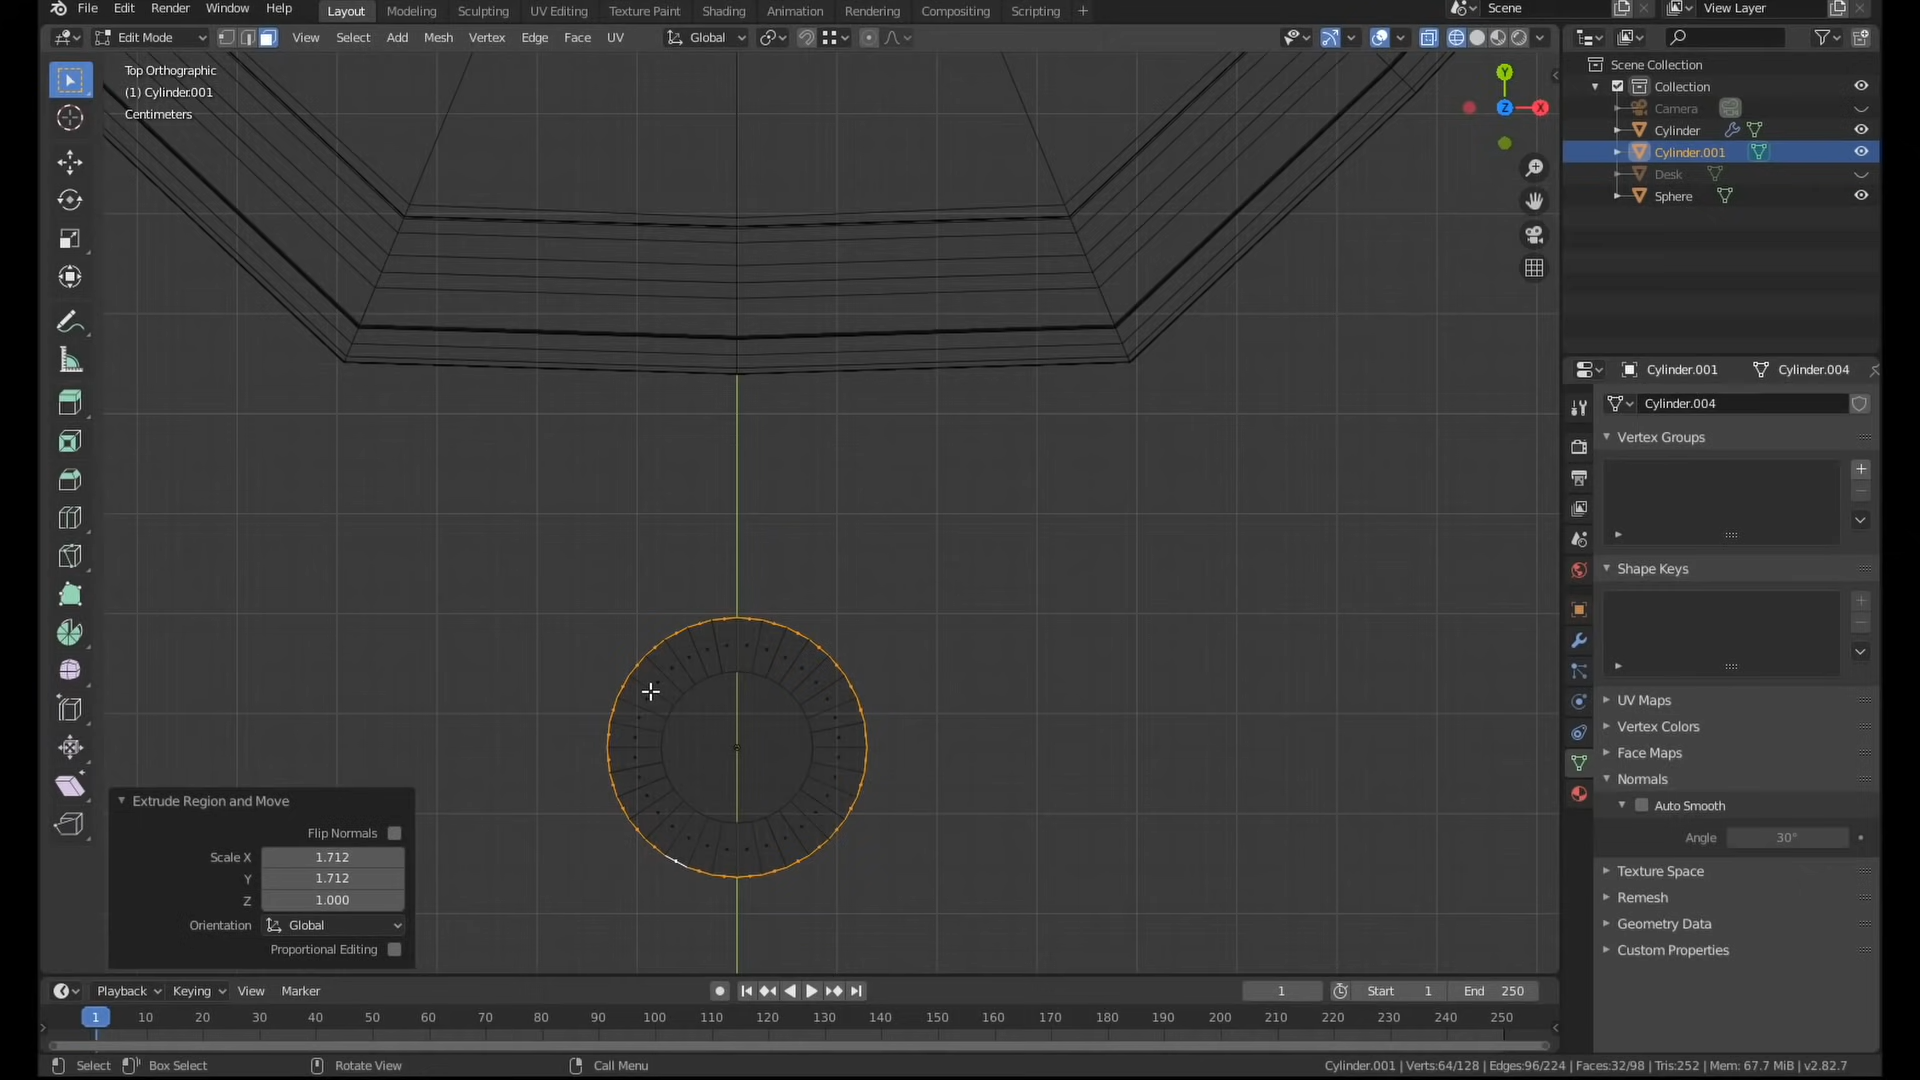 File Edit Render Window Help Layout Modeling Sculpting UV Editing Texture Paint Shading Animation Rendering Compositing Scripting + Scene View Layer
Edit Mode View Select Add Mesh Vertex Edge Face UV Global
Top Orthographic
(1) Cylinder.001
Centimeters
Y
Z
X
Scene Collection
Collection
Camera
Cylinder
Cylinder.001
Desk
Sphere
Cylinder.001 Cylinder.004
Cylinder.004
Vertex Groups
Shape Keys
UV Maps
Vertex Colors
Face Maps
Normals
Auto Smooth
Angle 30°
Texture Space
Remesh
Geometry Data
Custom Properties
Extrude Region and Move
Flip Normals
Scale X 1.712
Y 1.712
Z 1.000
Orientation Global
Proportional Editing
Playback Keying View Marker 1 Start 1 End 250
1 10 20 30 40 50 60 70 80 90 100 110 120 130 140 150 160 170 180 190 200 210 220 230 240 250
Select Box Select Rotate View Call Menu Cylinder.001 | Verts:64/128 | Edges:96/224 | Faces:32/98 | Tris:252 | Mem: 67.7 MiB | v2.82.7